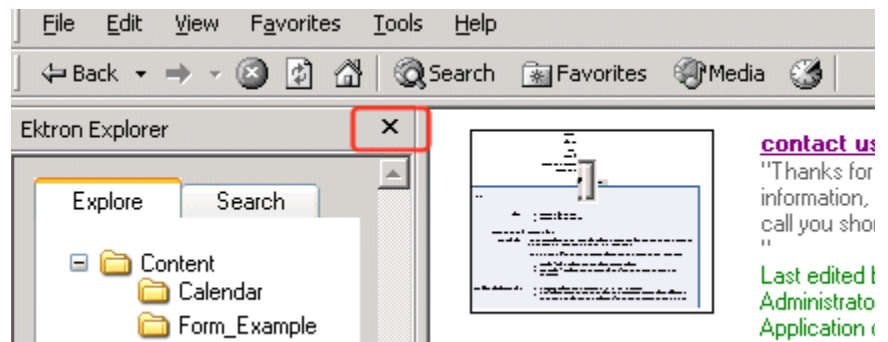 File Edit View Favorites Tools Help
Back Search Favorites Media
Ektron Explorer
Explore Search
Content
Calendar
Form_Example
contact us
"Thanks for
information,
call you shor
"
Last edited b
Administrato
Application